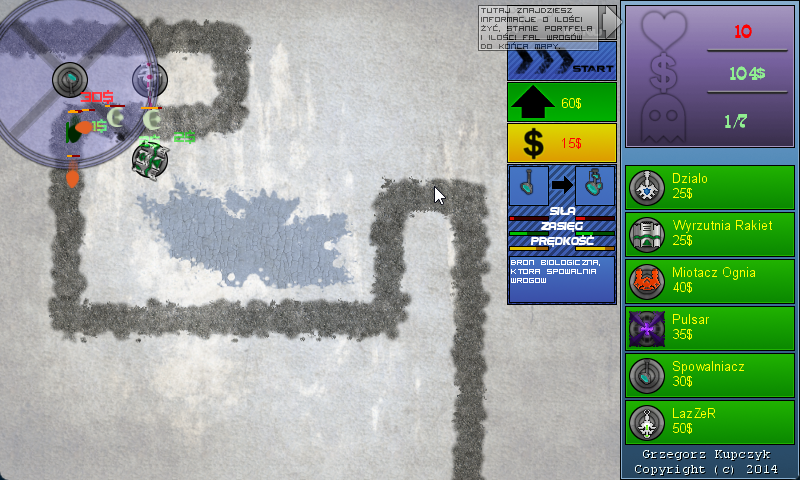 TUTAJ ZNAJDZIESZ
INFORMACJE O ILOŚCI
ŻYĆ, STANIE PORTFELA
I ILOŚCI FAL WROGÓW
DO KOŃCA MAPY.
START
60$
$ 15$
SIŁA
ZASIĘG
PRĘDKOŚĆ
BROŃ BIOLOGICZNA,
KTÓRA SPOWALNIA
WROGÓW
10
$
104$
1/7
Dzialo
25$
Wyrzutnia Rakiet
25$
Miotacz Ognia
40$
Pulsar
35$
Spowalniacz
30$
LazZeR
50$
Grzegorz Kupczyk
Copyright (c) 2014
30$